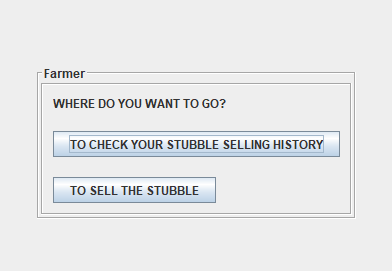 Farmer
WHERE DO YOU WANT TO GO?
TO CHECK YOUR STUBBLE SELLING HISTORY
TO SELL THE STUBBLE